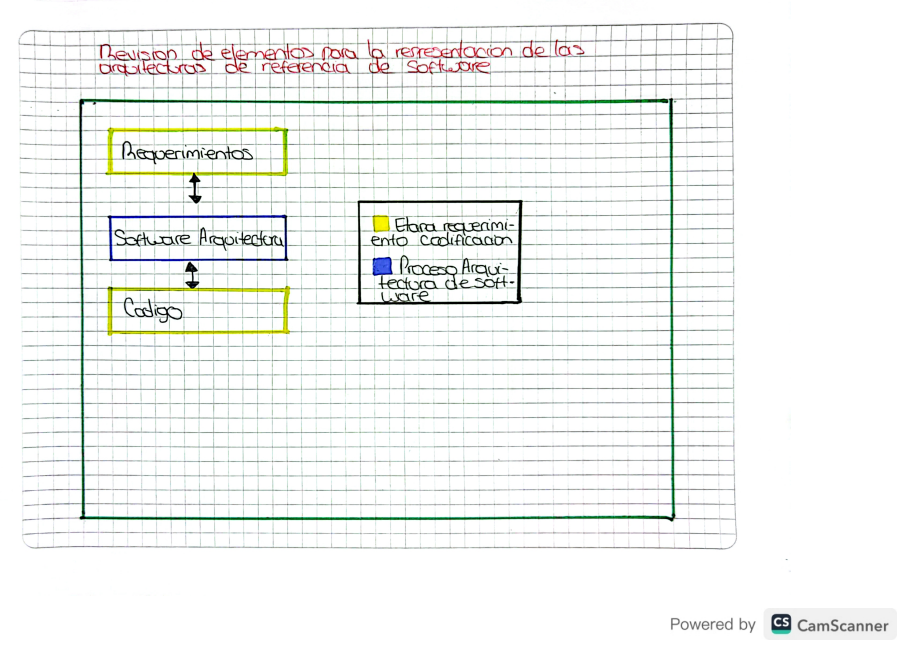 Revision de elementos para la representacion de las
arquitecturas de referencia de Software
Requerimientos
Software Arquitectura
Codigo
Etapa requerimi-
ento codificacion
Proceso Arqui-
tectura de soft-
ware
Powered by CS CamScanner